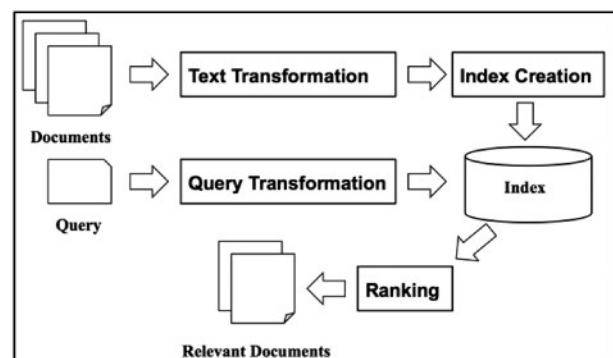 Text Transformation
Index Creation
Documents
Query Transformation
Index
Query
Ranking
Relevant Documents